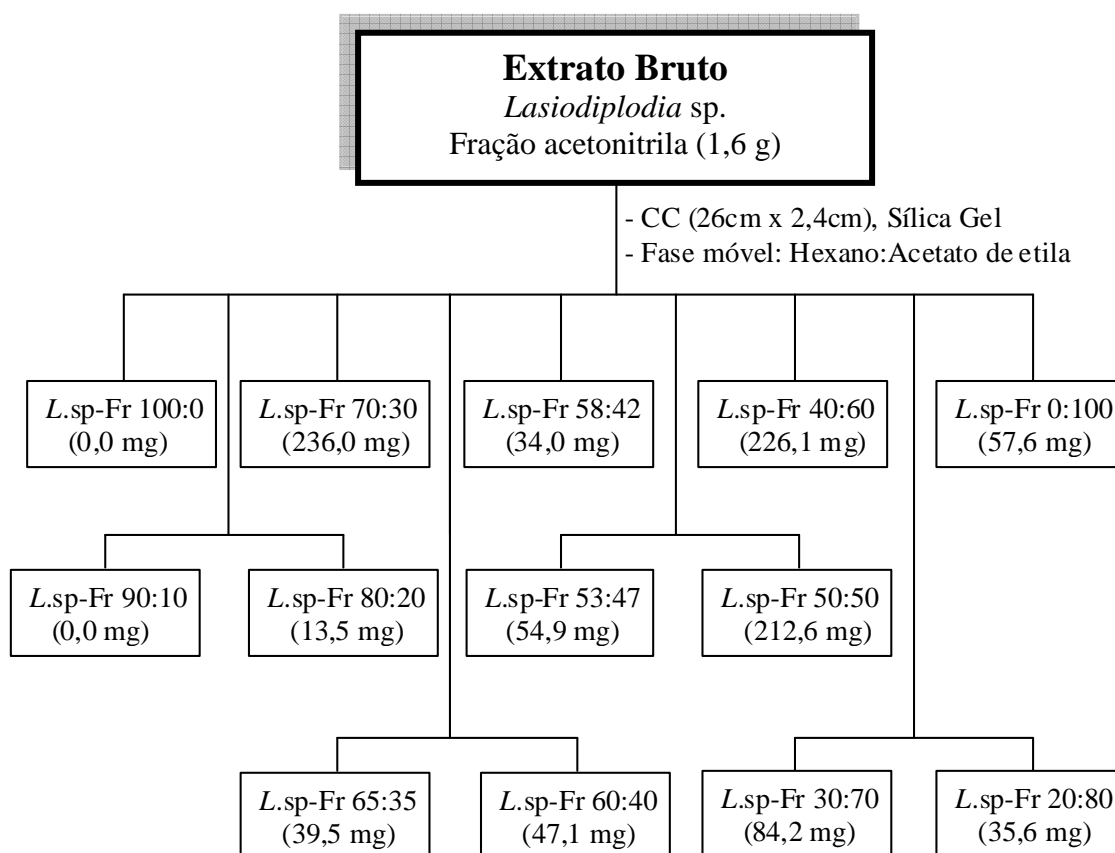 Extrato Bruto
Lasiodiplodia sp.
Fração acetonitrila (1,6 g)
- CC (26cm x 2,4cm), Sílica Gel
- Fase móvel: Hexano:Acetato de etila
L.sp-Fr 100:0
(0,0 mg)
L.sp-Fr 70:30
(236,0 mg)
L.sp-Fr 58:42
(34,0 mg)
L.sp-Fr 40:60
(226,1 mg)
L.sp-Fr 0:100
(57,6 mg)
L.sp-Fr 90:10
(0,0 mg)
L.sp-Fr 80:20
(13,5 mg)
L.sp-Fr 53:47
(54,9 mg)
L.sp-Fr 50:50
(212,6 mg)
L.sp-Fr 65:35
(39,5 mg)
L.sp-Fr 60:40
(47,1 mg)
L.sp-Fr 30:70
(84,2 mg)
L.sp-Fr 20:80
(35,6 mg)